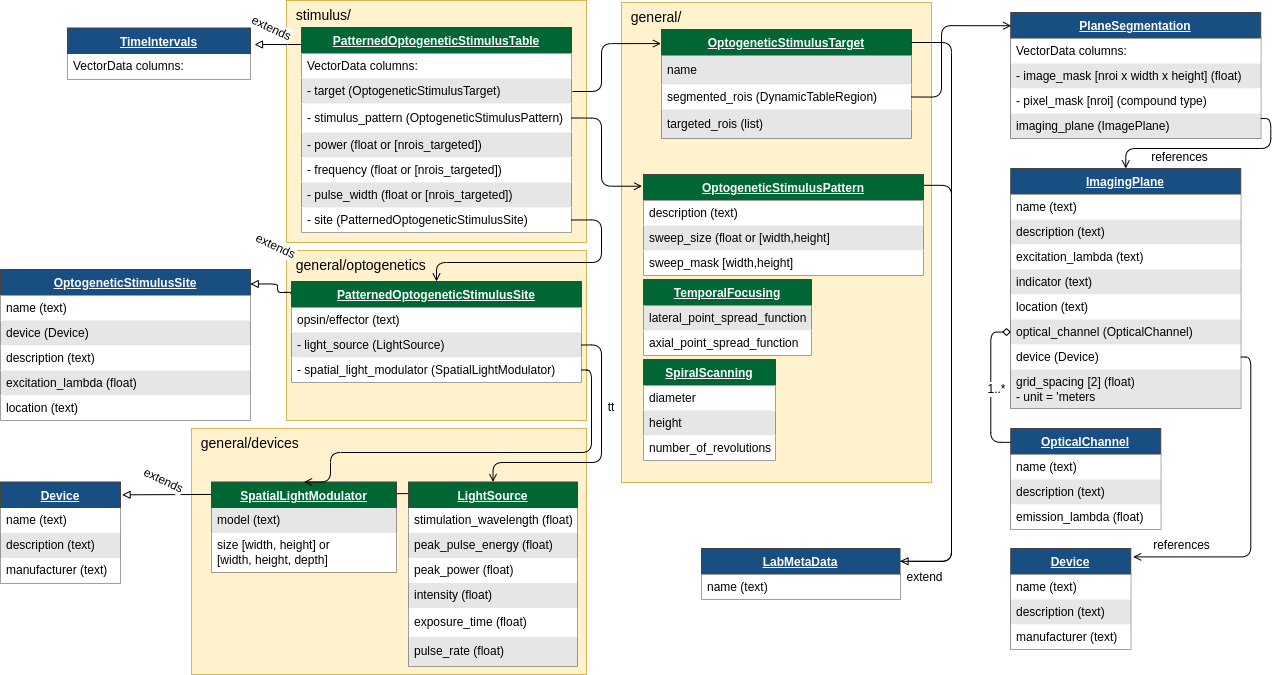 stimulus/
general/
extends
TimeIntervals
VectorData columns:
PatternedOptogeneticStimulusTable
VectorData columns:
- target (OptogeneticStimulusTarget)
- stimulus_pattern (OptogeneticStimulusPattern)
- power (float or [nrois_targeted])
- frequency (float or [nrois_targeted])
- pulse_width (float or [nrois_targeted])
- site (PatternedOptogeneticStimulusSite)
OptogeneticStimulusTarget
name
segmented_rois (DynamicTableRegion)
targeted_rois (list)
PlaneSegmentation
VectorData columns:
- image_mask [nroi x width x height] (float)
- pixel_mask [nroi] (compound type)
imaging_plane (ImagePlane)
references
OptogeneticStimulusPattern
description (text)
sweep_size (float or [width,height]
sweep_mask [width,height]
ImagingPlane
name (text)
description (text)
excitation_lambda (text)
indicator (text)
location (text)
optical_channel (OpticalChannel)
device (Device)
grid_spacing [2] (float)
- unit = 'meters
extends
general/optogenetics
OptogeneticStimulusSite
name (text)
device (Device)
description (text)
excitation_lambda (float)
location (text)
PatternedOptogeneticStimulusSite
opsin/effector (text)
- light_source (LightSource)
- spatial_light_modulator (SpatialLightModulator)
TemporalFocusing
lateral_point_spread_function
axial_point_spread_function
SpiralScanning
diameter
height
number_of_revolutions
1..*
tt
OpticalChannel
name (text)
description (text)
emission_lambda (float)
general/devices
extends
Device
name (text)
description (text)
manufacturer (text)
SpatialLightModulator
model (text)
size [width, height] or
[width, height, depth]
LightSource
stimulation_wavelength (float)
peak_pulse_energy (float)
peak_power (float)
intensity (float)
exposure_time (float)
pulse_rate (float)
LabMetaData
name (text)
extend
references
Device
name (text)
description (text)
manufacturer (text)